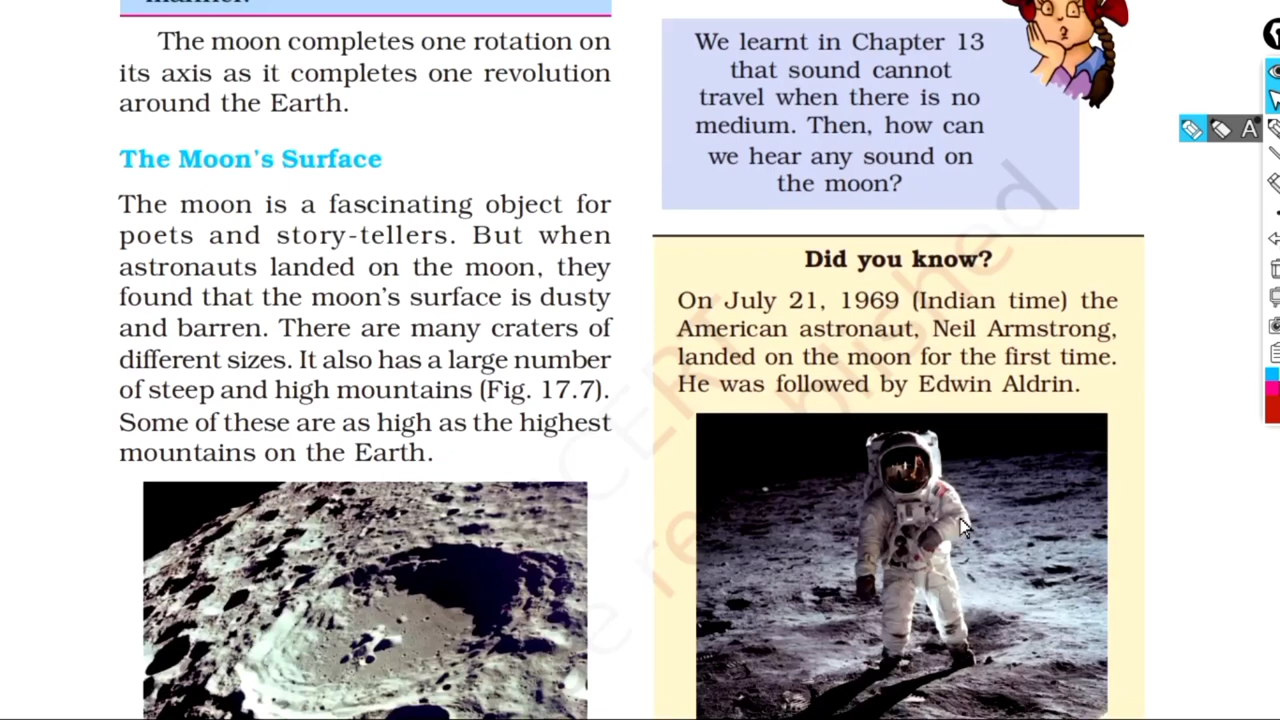 The moon completes one rotation on
its axis as it completes one revolution
around the Earth.
The Moon's Surface
The moon is a fascinating object for
poets and story-tellers. But when
astronauts landed on the moon, they
found that the moon's surface is dusty
and barren. There are many craters of
different sizes. It also has a large number
of steep and high mountains (Fig. 17.7).
Some of these are as high as the highest
mountains on the Earth.
We learnt in Chapter 13
that sound cannot
travel when there is no
medium. Then, how can
we hear any sound on
the moon?
Did you know?
On July 21, 1969 (Indian time) the
American astronaut, Neil Armstrong,
landed on the moon for the first time.
He was followed by Edwin Aldrin.
A